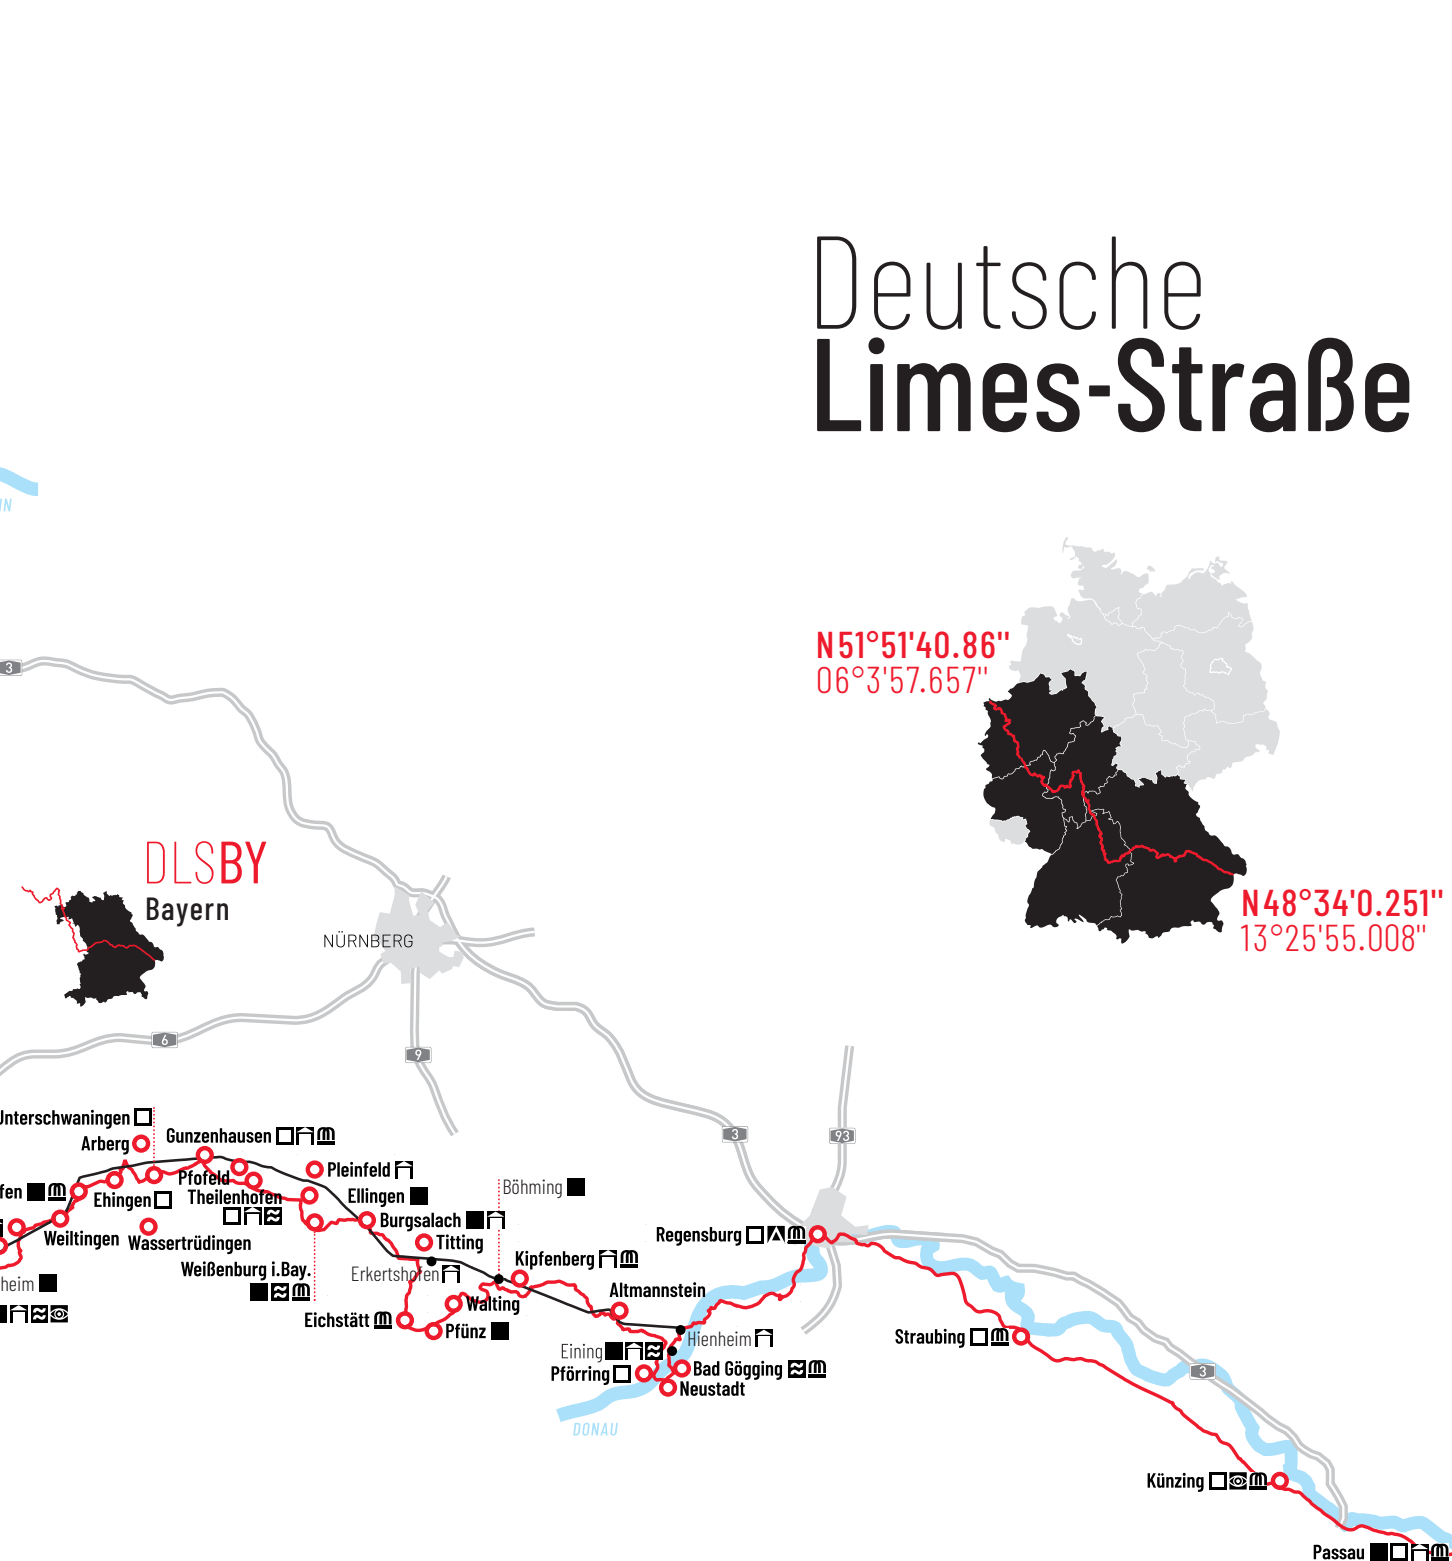 Deutsche
Limes-Straße
IN
N51°51'40.86"
06°3'57.657"
3
DLSBY
Bayern
N48°34'0.251"
13°25'55.008"
NÜRNBERG
6
9
Unterschwaningen
Arberg
Gunzenhausen
3
93
Pleinfeld
Pfofeld
Böhming
fen
Ehingen
Theilenhofen
Ellingen
Burgsalach
Weiltingen
Wassertrüdingen
Titting
Regensburg
Kipfenberg
Weißenburg i.Bay.
Erkertshofen
heim
Altmannstein
Walting
Eichstätt
Pfünz
Hienheim
Straubing
Eining
Pförring
Bad Gögging
3
Neustadt
DONAU
Künzing
Passau